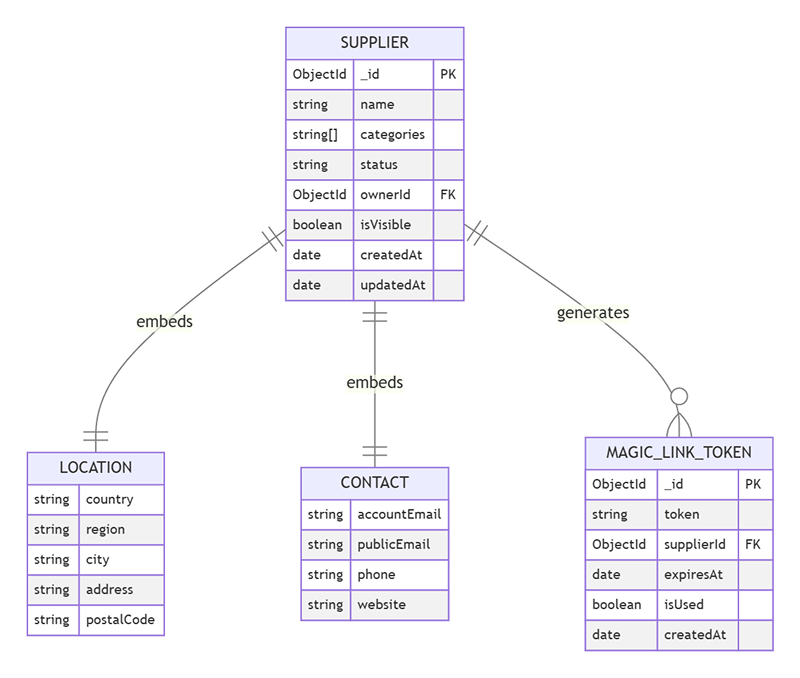 SUPPLIER
ObjectId _id PK
string name
string[] categories
string status
ObjectId ownerId FK
boolean isVisible
date createdAt
date updatedAt
embeds
embeds
generates
LOCATION
string country
string region
string city
string address
string postalCode
CONTACT
string accountEmail
string publicEmail
string phone
string website
MAGIC_LINK_TOKEN
ObjectId _id PK
string token
ObjectId supplierId FK
date expiresAt
boolean isUsed
date createdAt